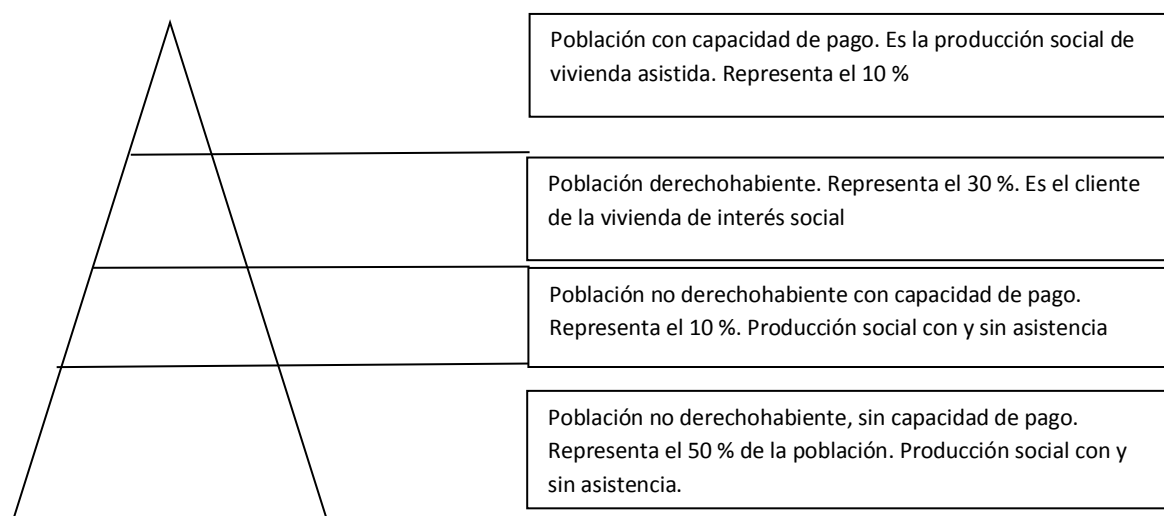 Población con capacidad de pago. Es la producción social de
vivienda asistida. Representa el 10 %
Población derechohabiente. Representa el 30 %. Es el cliente
de la vivienda de interés social
Población no derechohabiente con capacidad de pago.
Representa el 10 %. Producción social con y sin asistencia
Población no derechohabiente, sin capacidad de pago.
Representa el 50 % de la población. Producción social con y
sin asistencia.